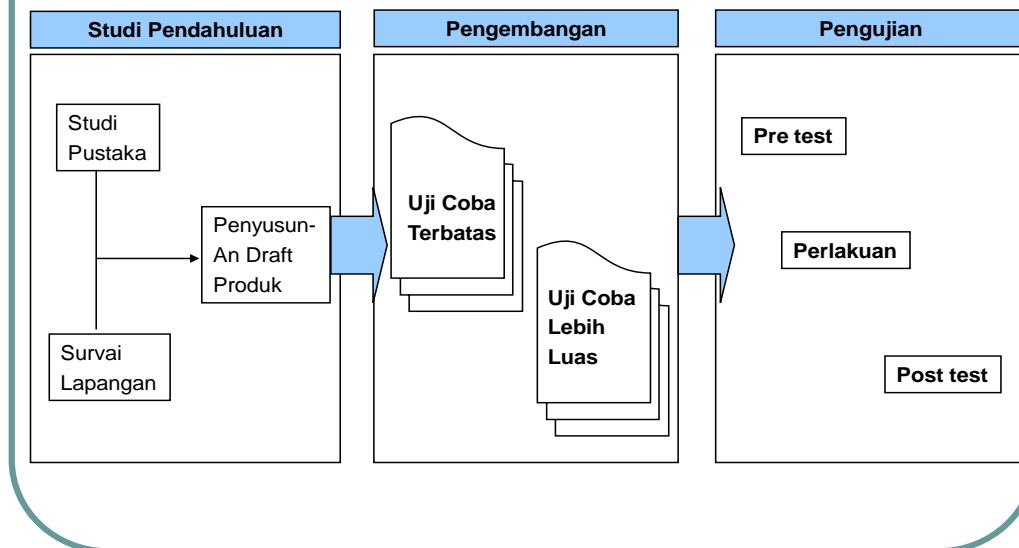 Studi Pendahuluan
Pengembangan
Pengujian
Studi
Pustaka
Penyusun-
An Draft
Produk
Survai
Lapangan
Uji Coba
Terbatas
Uji Coba
Lebih
Luas
Pre test
Perlakuan
Post test